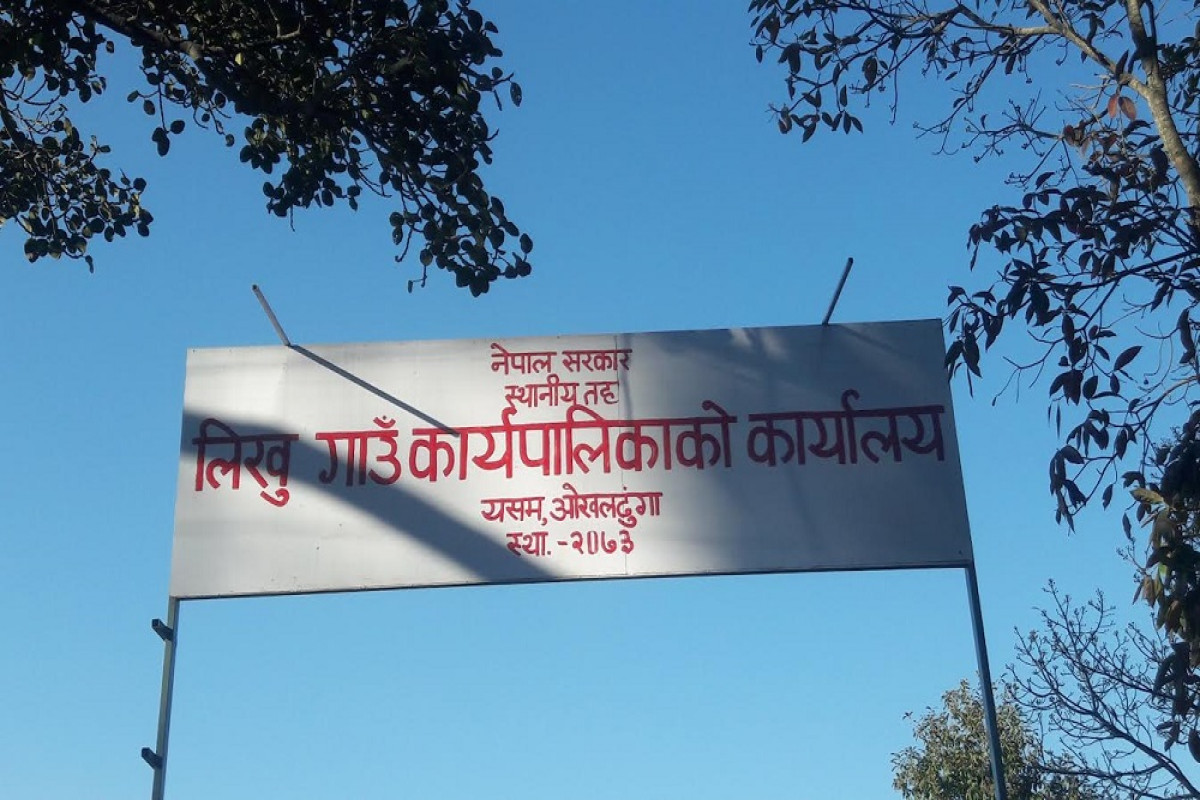 नेपाल सरकार
स्थानीय तह
लिखु गाउँ कार्यपालिकाको कार्यालय
यसम, ओखलढुंगा
स्था. -२०७३